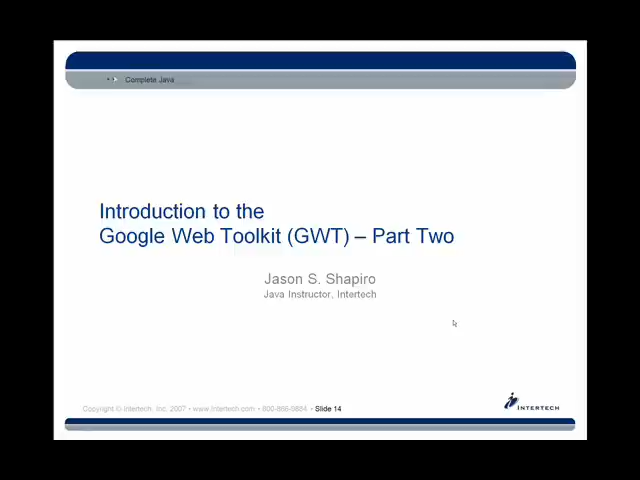 Complete Java
Introduction to the
Google Web Toolkit (GWT) – Part Two
Jason S. Shapiro
Java Instructor, Intertech
Copyright © Intertech, Inc. 2007 • www.Intertech.com • 800-866-9884 • Slide 14
INTERTECH